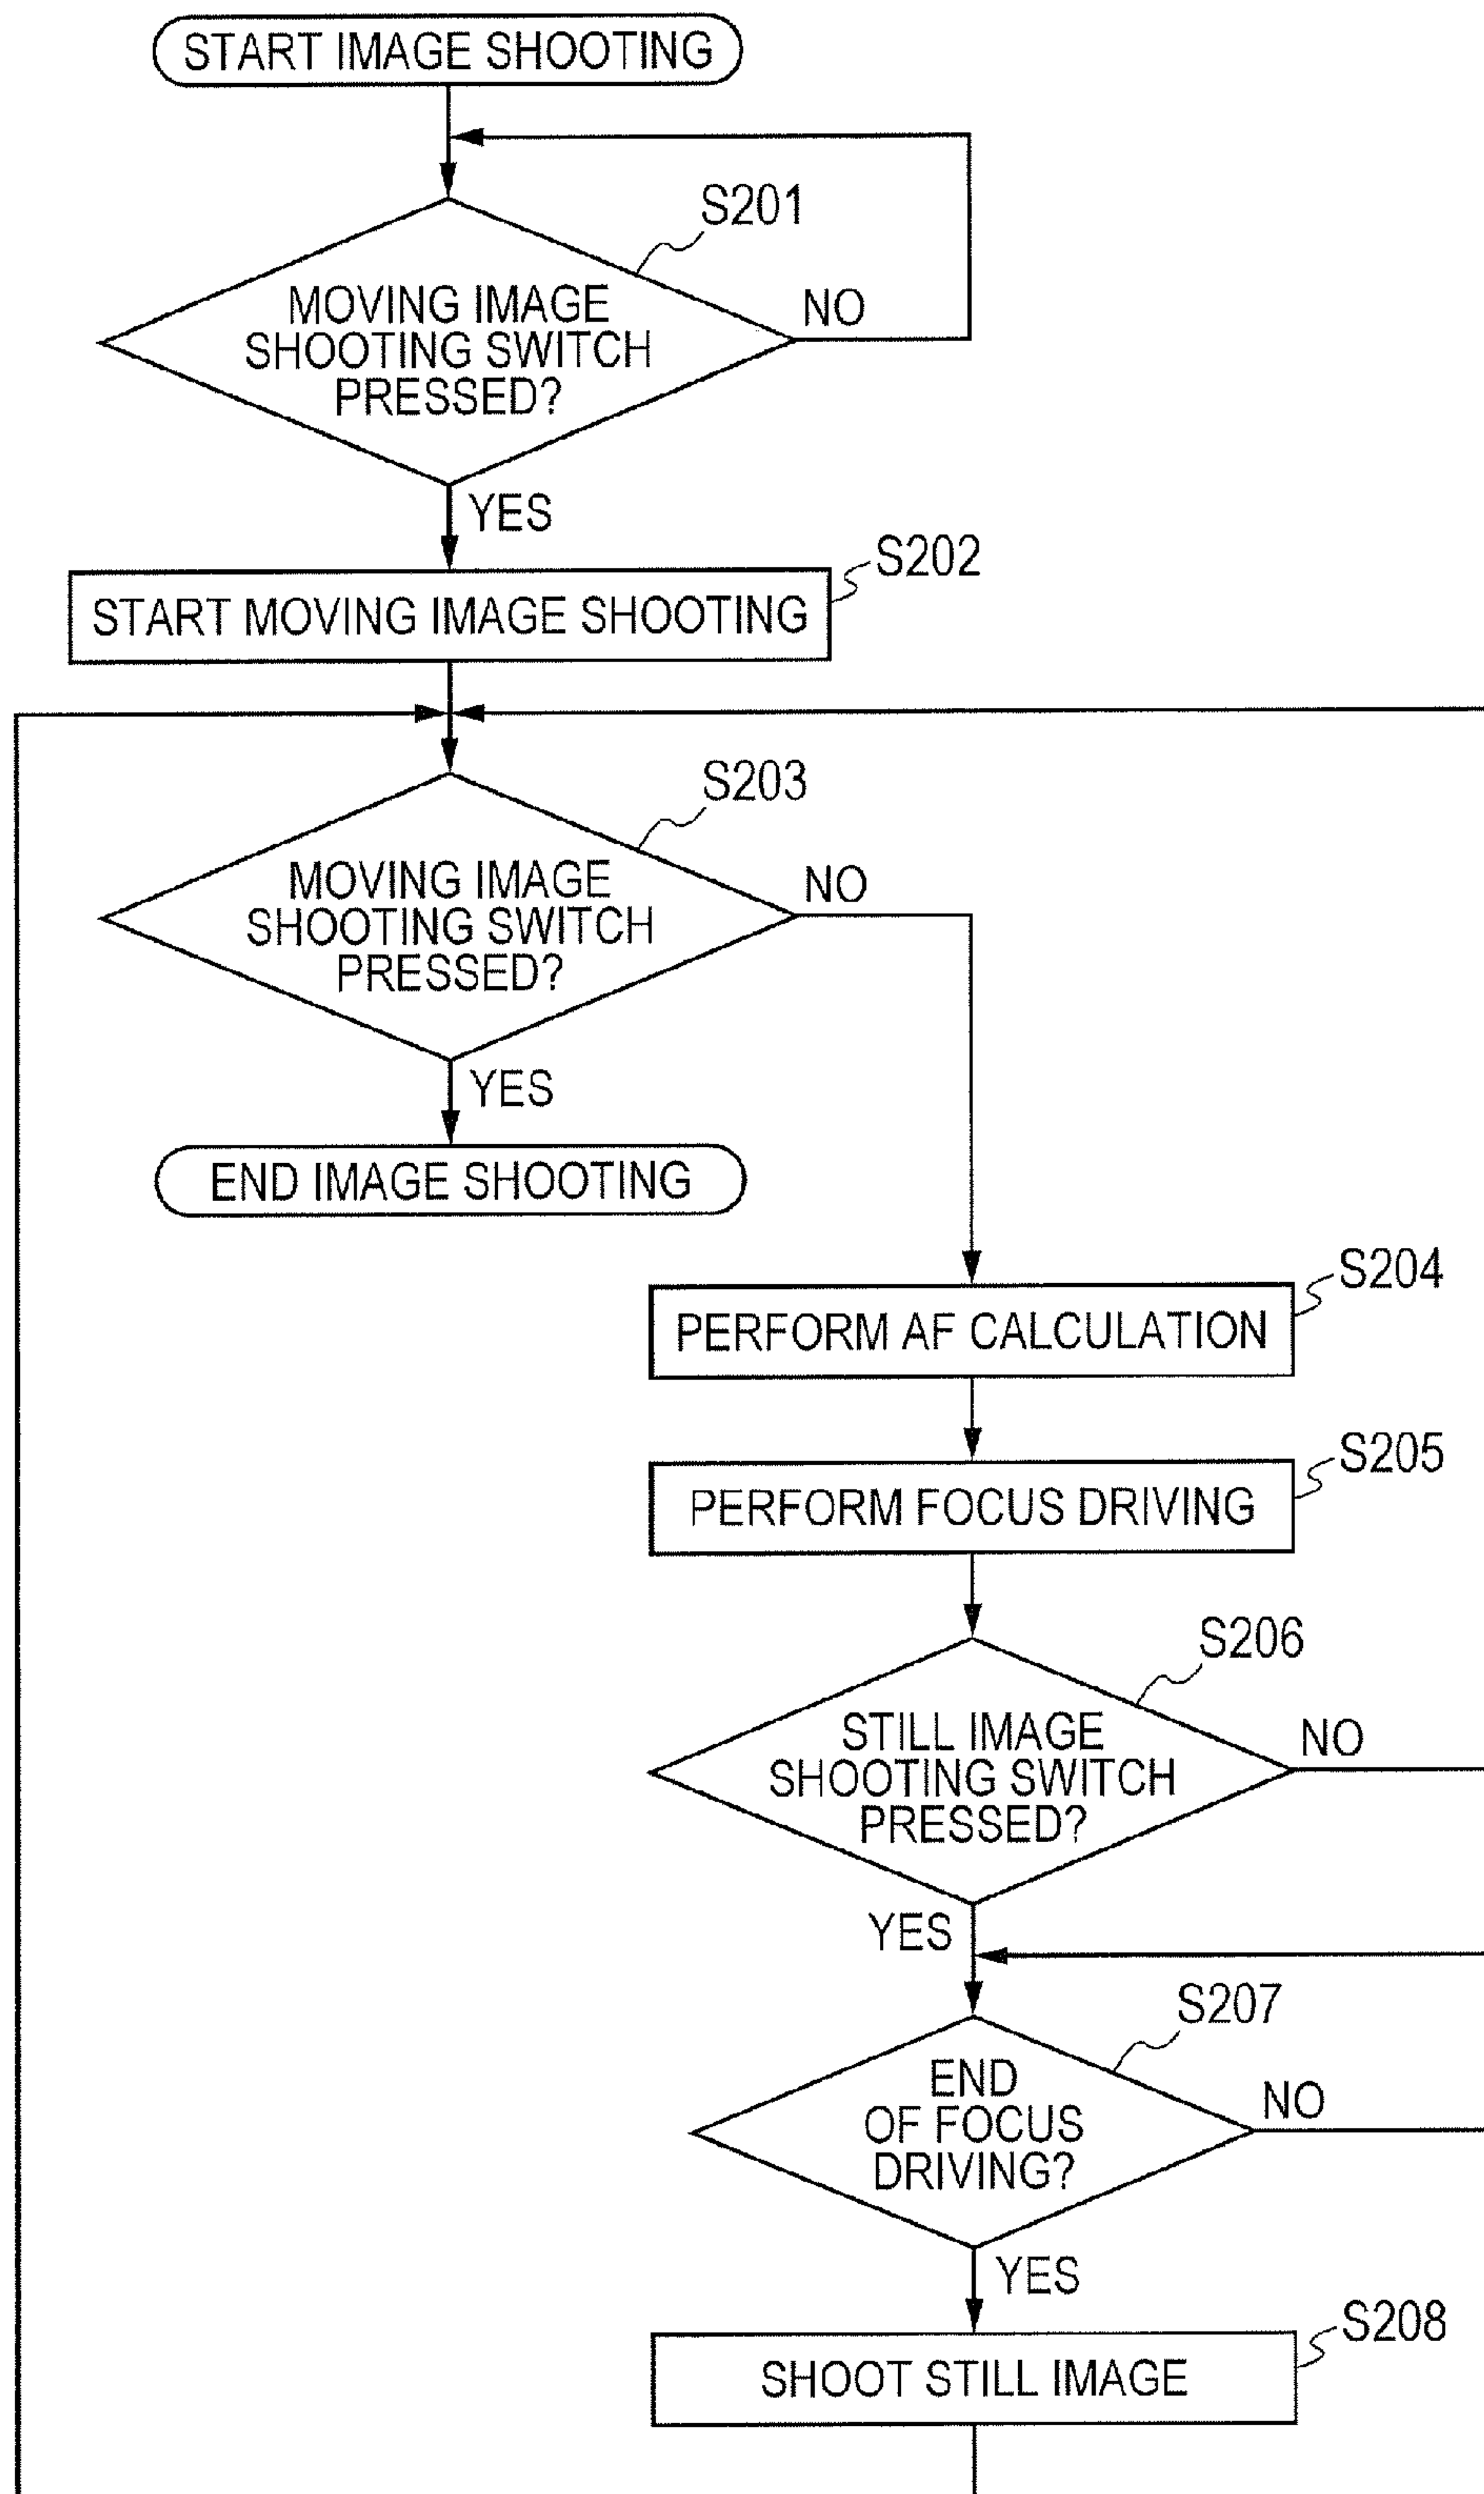 START IMAGE SHOOTING
S201
MOVING IMAGE
SHOOTING SWITCH
PRESSED?
NO
YES
S202
START MOVING IMAGE SHOOTING
S203
MOVING IMAGE
SHOOTING SWITCH
PRESSED?
NO
YES
END IMAGE SHOOTING
S204
PERFORM AF CALCULATION
S205
PERFORM FOCUS DRIVING
S206
STILL IMAGE
SHOOTING SWITCH
PRESSED?
NO
YES
S207
END
OF FOCUS
DRIVING?
NO
YES
S208
SHOOT STILL IMAGE